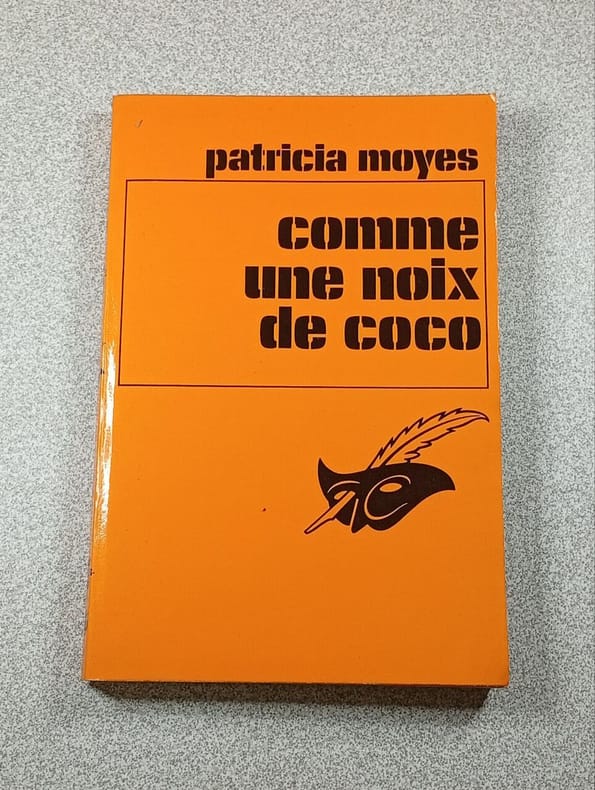 patricia moyes
comme
une noix
de coco